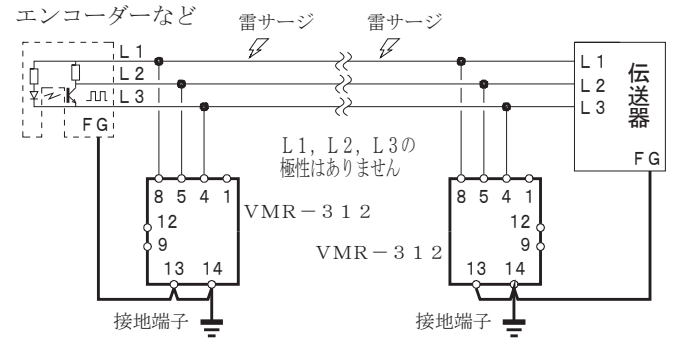 エンコーダーなど
雷サージ
雷サージ
L1
L2
L3
FG
L1
L2
L3
伝送器
FG
L1, L2, L3の
極性はありません
8 5 4 1
12
9
13 14
VMR-312
接地端子
8 5 4 1
12
9
13 14
VMR-312
接地端子